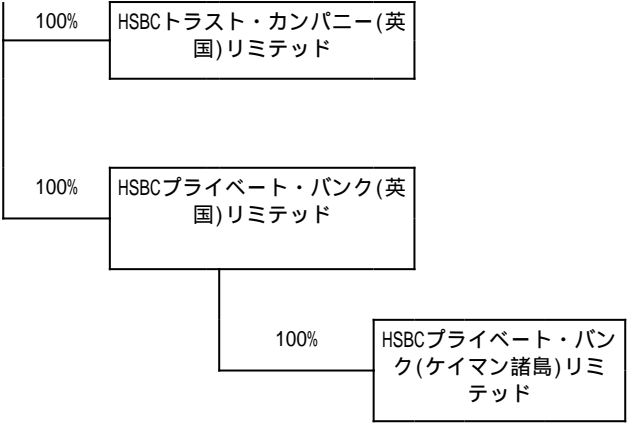 100%
HSBCトラスト・カンパニー(英
国)リミテッド
100%
HSBCプライベート・バンク(英
国)リミテッド
100%
HSBCプライベート・バン
ク(ケイマン諸島)リミ
テッド